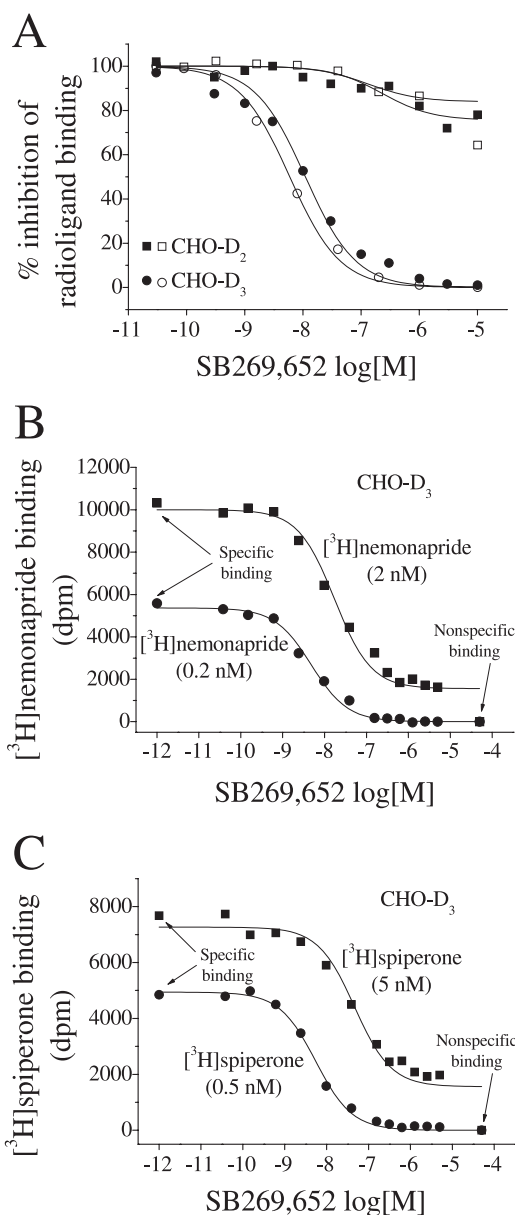 A
% inhibition of
radioligand binding
100
80
60
40
20
0
■ □ CHO-D₂
● ○ CHO-D₃
-11 -10 -9 -8 -7 -6 -5
SB269,652 log[M]
B
[³H]nemonapride binding
(dpm)
12000
10000
8000
6000
4000
2000
0
CHO-D₃
[³H]nemonapride
(2 nM)
Specific
binding
[³H]nemonapride
(0.2 nM)
Nonspecific
binding
-12 -11 -10 -9 -8 -7 -6 -5 -4
SB269,652 log[M]
C
[³H]spiperone binding
(dpm)
8000
6000
4000
2000
0
CHO-D₃
Specific
binding
[³H]spiperone
(5 nM)
[³H]spiperone
(0.5 nM)
Nonspecific
binding
-12 -11 -10 -9 -8 -7 -6 -5 -4
SB269,652 log[M]